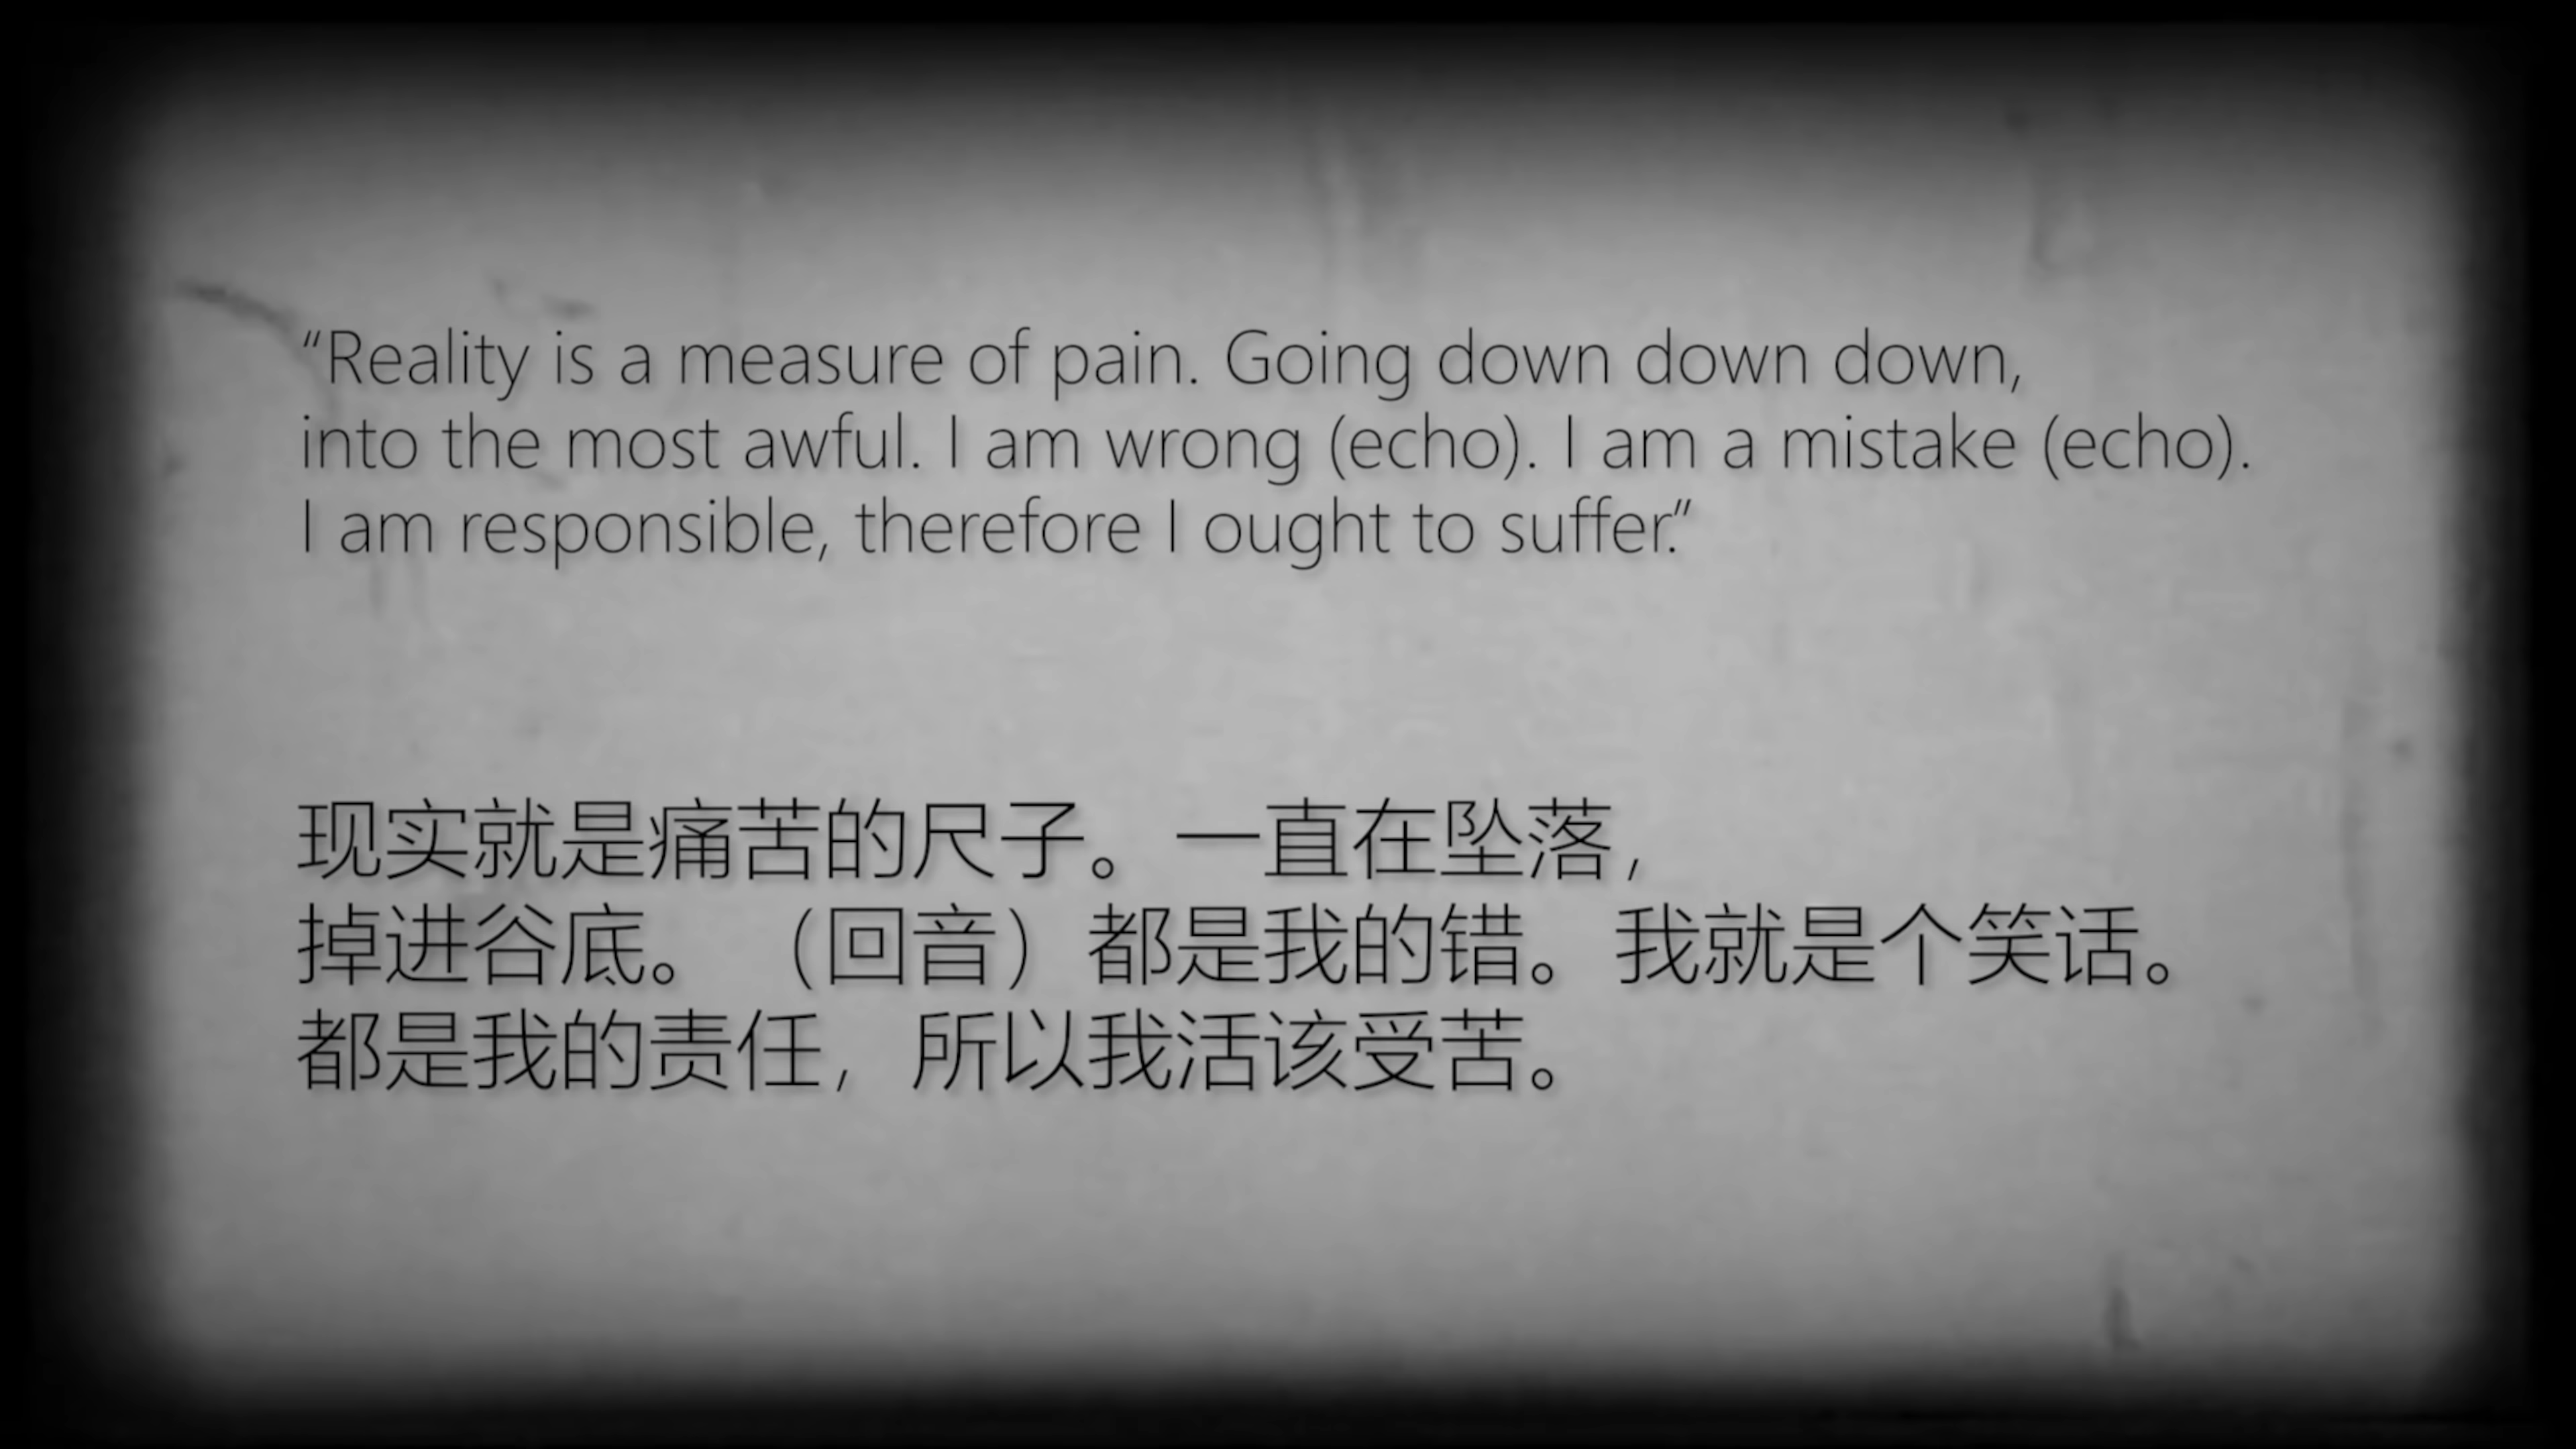 “Reality is a measure of pain. Going down down down,
into the most awful. I am wrong (echo). I am a mistake (echo).
I am responsible, therefore I ought to suffer.”
现实就是痛苦的尺子。一直在坠落，
掉进谷底。（回音）都是我的错。我就是个笑话。
都是我的责任，所以我活该受苦。